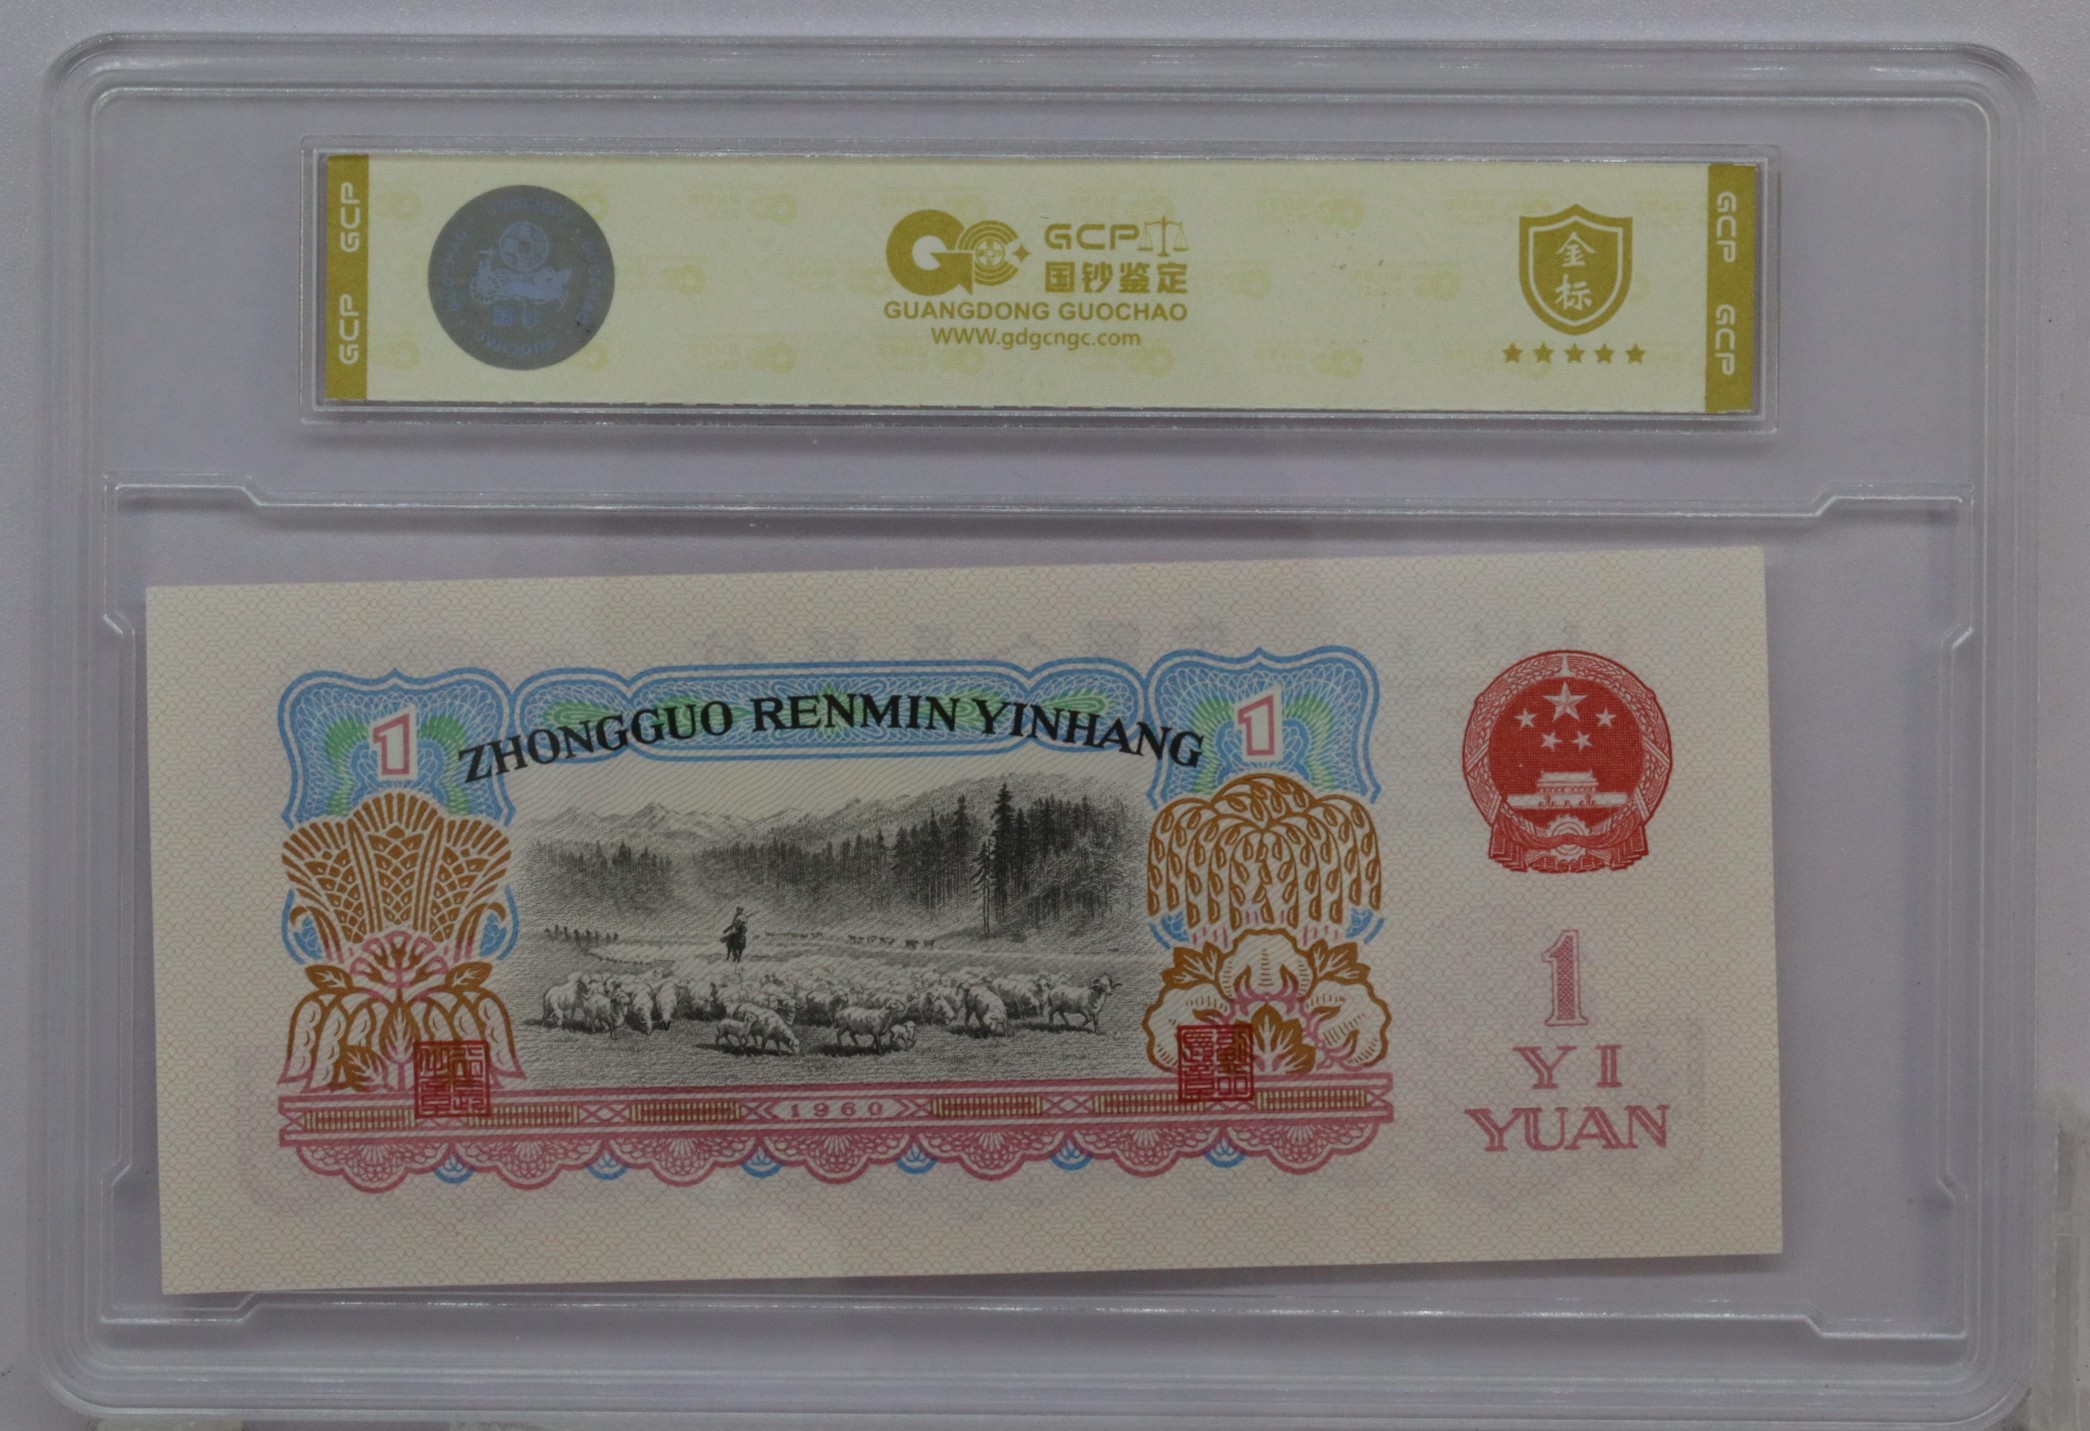 GCP GCP
GCP
国钞鉴定
GUANGDONG GUOCHAO
WWW.gdgcngc.com
金标
GCP GCP
1
ZHONGGUO RENMIN YINHANG
1
1960
1
YI
YUAN